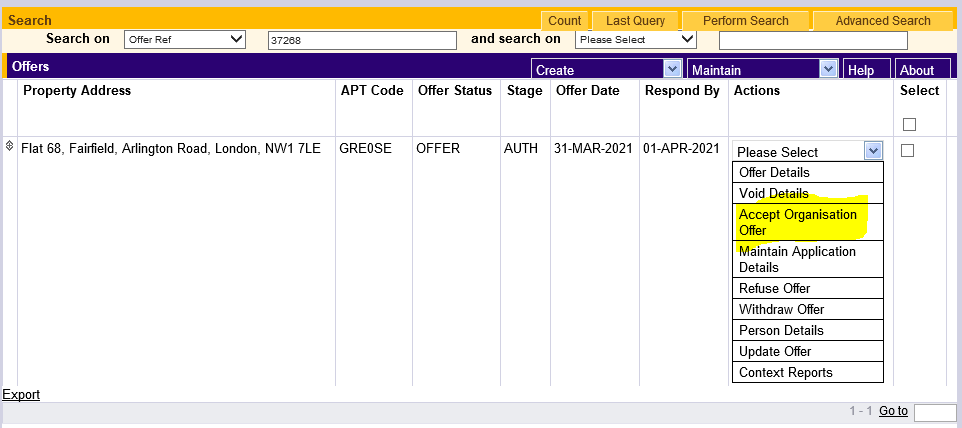 Search Count Last Query Perform Search Advanced Search
Search on Offer Ref 37268 and search on Please Select
Offers Create Maintain Help About
Property Address APT Code Offer Status Stage Offer Date Respond By Actions Select
Flat 68, Fairfield, Arlington Road, London, NW1 7LE GRE0SE OFFER AUTH 31-MAR-2021 01-APR-2021 Please Select
Offer Details
Void Details
Accept Organisation
Offer
Maintain Application
Details
Refuse Offer
Withdraw Offer
Person Details
Update Offer
Context Reports
Export
1 - 1 Go to